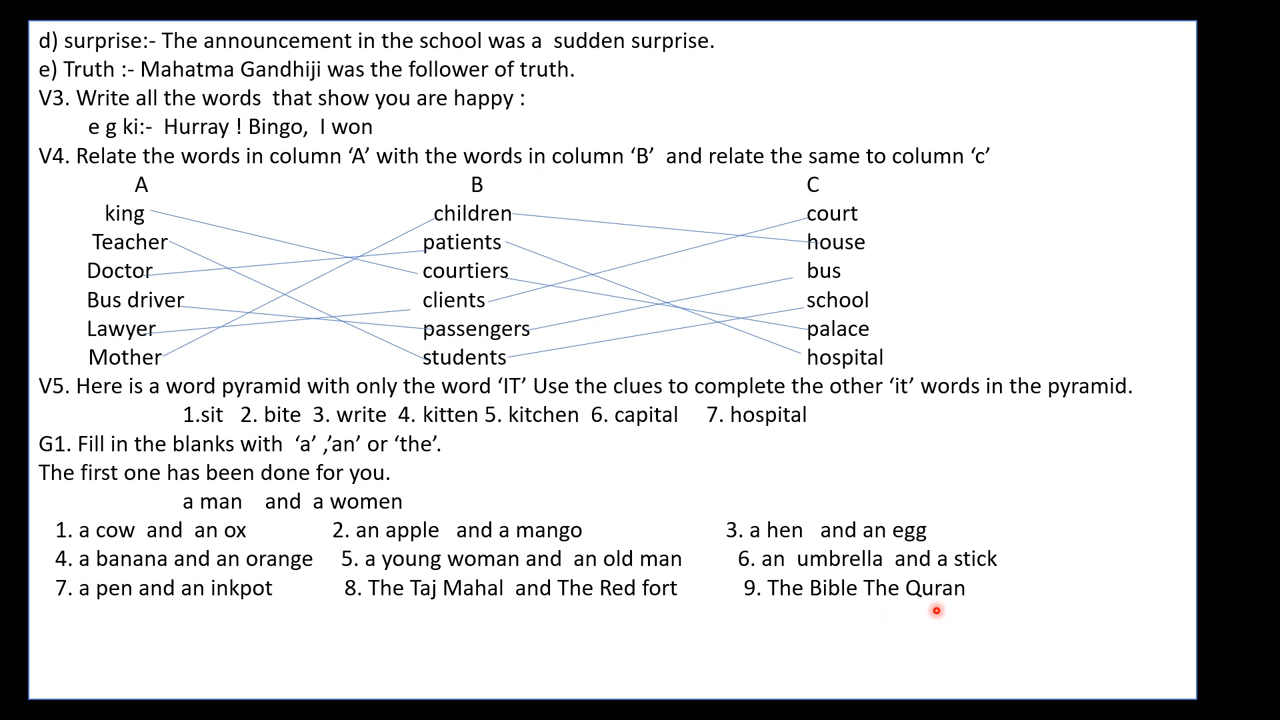 d) surprise:- The announcement in the school was a  sudden surprise.
e) Truth :- Mahatma Gandhiji was the follower of truth.
V3. Write all the words  that show you are happy :
e g ki:-  Hurray ! Bingo,  I won
V4. Relate the words in column ‘A’ with the words in column ‘B’  and relate the same to column ‘c’
A B C
king children court
Teacher patients house
Doctor courtiers bus
Bus driver clients school
Lawyer passengers palace
Mother students hospital
V5. Here is a word pyramid with only the word ‘IT’ Use the clues to complete the other ‘it’ words in the pyramid.
1.sit   2. bite  3. write  4. kitten 5. kitchen  6. capital     7. hospital
G1. Fill in the blanks with  ‘a’ ,’an’ or ‘the’.
The first one has been done for you.
a man    and  a women
1. a cow  and  an ox 2. an apple   and a mango 3. a hen   and an egg
4. a banana and an orange 5. a young woman and  an old man 6. an  umbrella  and a stick
7. a pen and an inkpot 8. The Taj Mahal  and The Red fort 9. The Bible The Quran